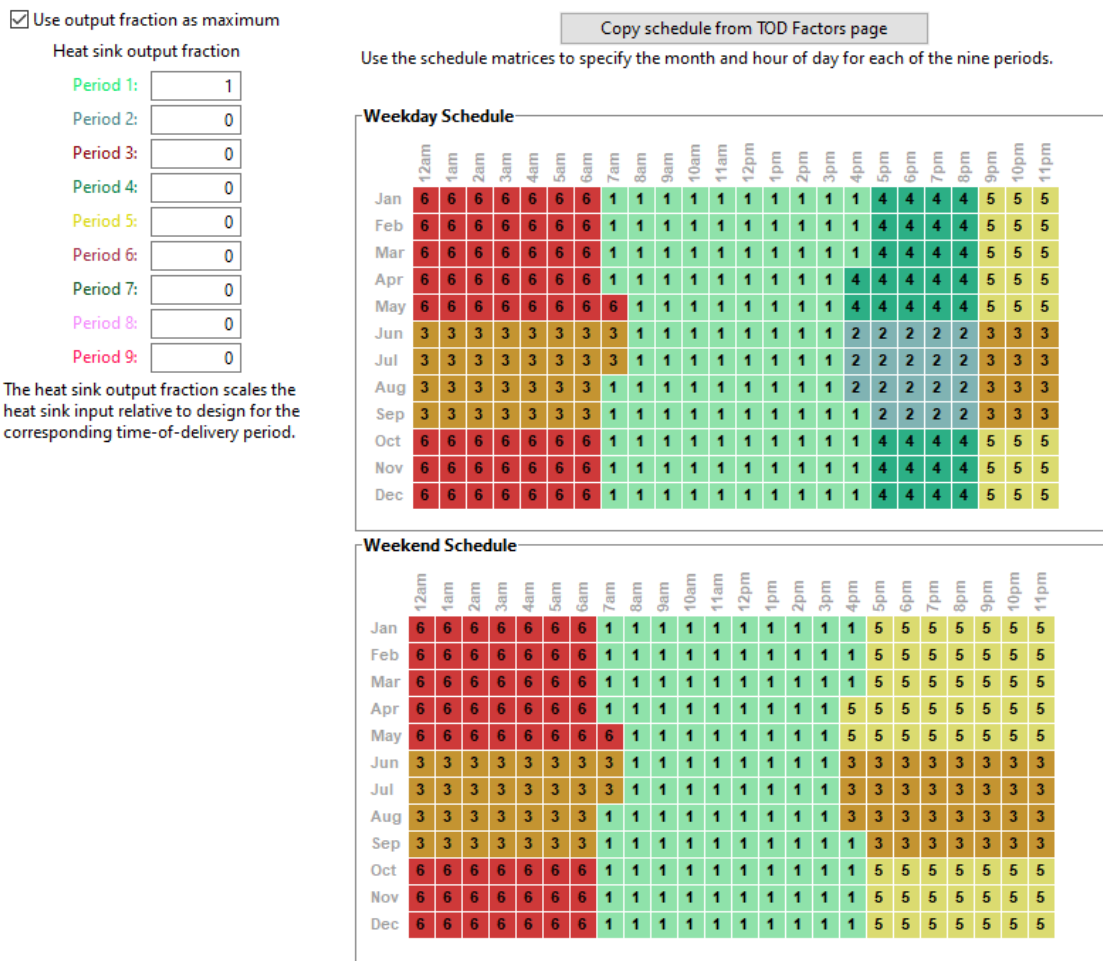 Use output fraction as maximum
Heat sink output fraction
Period 1: 1
Period 2: 0
Period 3: 0
Period 4: 0
Period 5: 0
Period 6: 0
Period 7: 0
Period 8: 0
Period 9: 0
The heat sink output fraction scales the
heat sink input relative to design for the
corresponding time-of-delivery period.
Copy schedule from TOD Factors page
Use the schedule matrices to specify the month and hour of day for each of the nine periods.
Weekday Schedule
12am 1am 2am 3am 4am 5am 6am 7am 8am 9am 10am 11am 12pm 1pm 2pm 3pm 4pm 5pm 6pm 7pm 8pm 9pm 10pm 11pm
Jan 6 6 6 6 6 6 6 1 1 1 1 1 1 1 1 1 1 4 4 4 4 5 5 5
Feb 6 6 6 6 6 6 6 1 1 1 1 1 1 1 1 1 1 4 4 4 4 5 5 5
Mar 6 6 6 6 6 6 6 1 1 1 1 1 1 1 1 1 1 4 4 4 4 5 5 5
Apr 6 6 6 6 6 6 6 1 1 1 1 1 1 1 1 1 4 4 4 4 4 5 5 5
May 6 6 6 6 6 6 6 6 1 1 1 1 1 1 1 1 4 4 4 4 4 5 5 5
Jun 3 3 3 3 3 3 3 3 1 1 1 1 1 1 1 1 2 2 2 2 2 3 3 3
Jul 3 3 3 3 3 3 3 3 1 1 1 1 1 1 1 1 2 2 2 2 2 3 3 3
Aug 3 3 3 3 3 3 3 1 1 1 1 1 1 1 1 1 2 2 2 2 2 3 3 3
Sep 3 3 3 3 3 3 3 1 1 1 1 1 1 1 1 1 1 2 2 2 2 3 3 3
Oct 6 6 6 6 6 6 6 1 1 1 1 1 1 1 1 1 1 4 4 4 4 5 5 5
Nov 6 6 6 6 6 6 6 1 1 1 1 1 1 1 1 1 1 4 4 4 4 5 5 5
Dec 6 6 6 6 6 6 6 1 1 1 1 1 1 1 1 1 1 4 4 4 4 5 5 5
Weekend Schedule
12am 1am 2am 3am 4am 5am 6am 7am 8am 9am 10am 11am 12pm 1pm 2pm 3pm 4pm 5pm 6pm 7pm 8pm 9pm 10pm 11pm
Jan 6 6 6 6 6 6 6 1 1 1 1 1 1 1 1 1 1 5 5 5 5 5 5 5
Feb 6 6 6 6 6 6 6 1 1 1 1 1 1 1 1 1 1 5 5 5 5 5 5 5
Mar 6 6 6 6 6 6 6 1 1 1 1 1 1 1 1 1 1 5 5 5 5 5 5 5
Apr 6 6 6 6 6 6 6 1 1 1 1 1 1 1 1 1 5 5 5 5 5 5 5 5
May 6 6 6 6 6 6 6 6 1 1 1 1 1 1 1 1 5 5 5 5 5 5 5 5
Jun 3 3 3 3 3 3 3 3 1 1 1 1 1 1 1 1 3 3 3 3 3 3 3 3
Jul 3 3 3 3 3 3 3 3 1 1 1 1 1 1 1 1 3 3 3 3 3 3 3 3
Aug 3 3 3 3 3 3 3 1 1 1 1 1 1 1 1 1 3 3 3 3 3 3 3 3
Sep 3 3 3 3 3 3 3 1 1 1 1 1 1 1 1 1 1 3 3 3 3 3 3 3
Oct 6 6 6 6 6 6 6 1 1 1 1 1 1 1 1 1 1 5 5 5 5 5 5 5
Nov 6 6 6 6 6 6 6 1 1 1 1 1 1 1 1 1 1 5 5 5 5 5 5 5
Dec 6 6 6 6 6 6 6 1 1 1 1 1 1 1 1 1 1 5 5 5 5 5 5 5